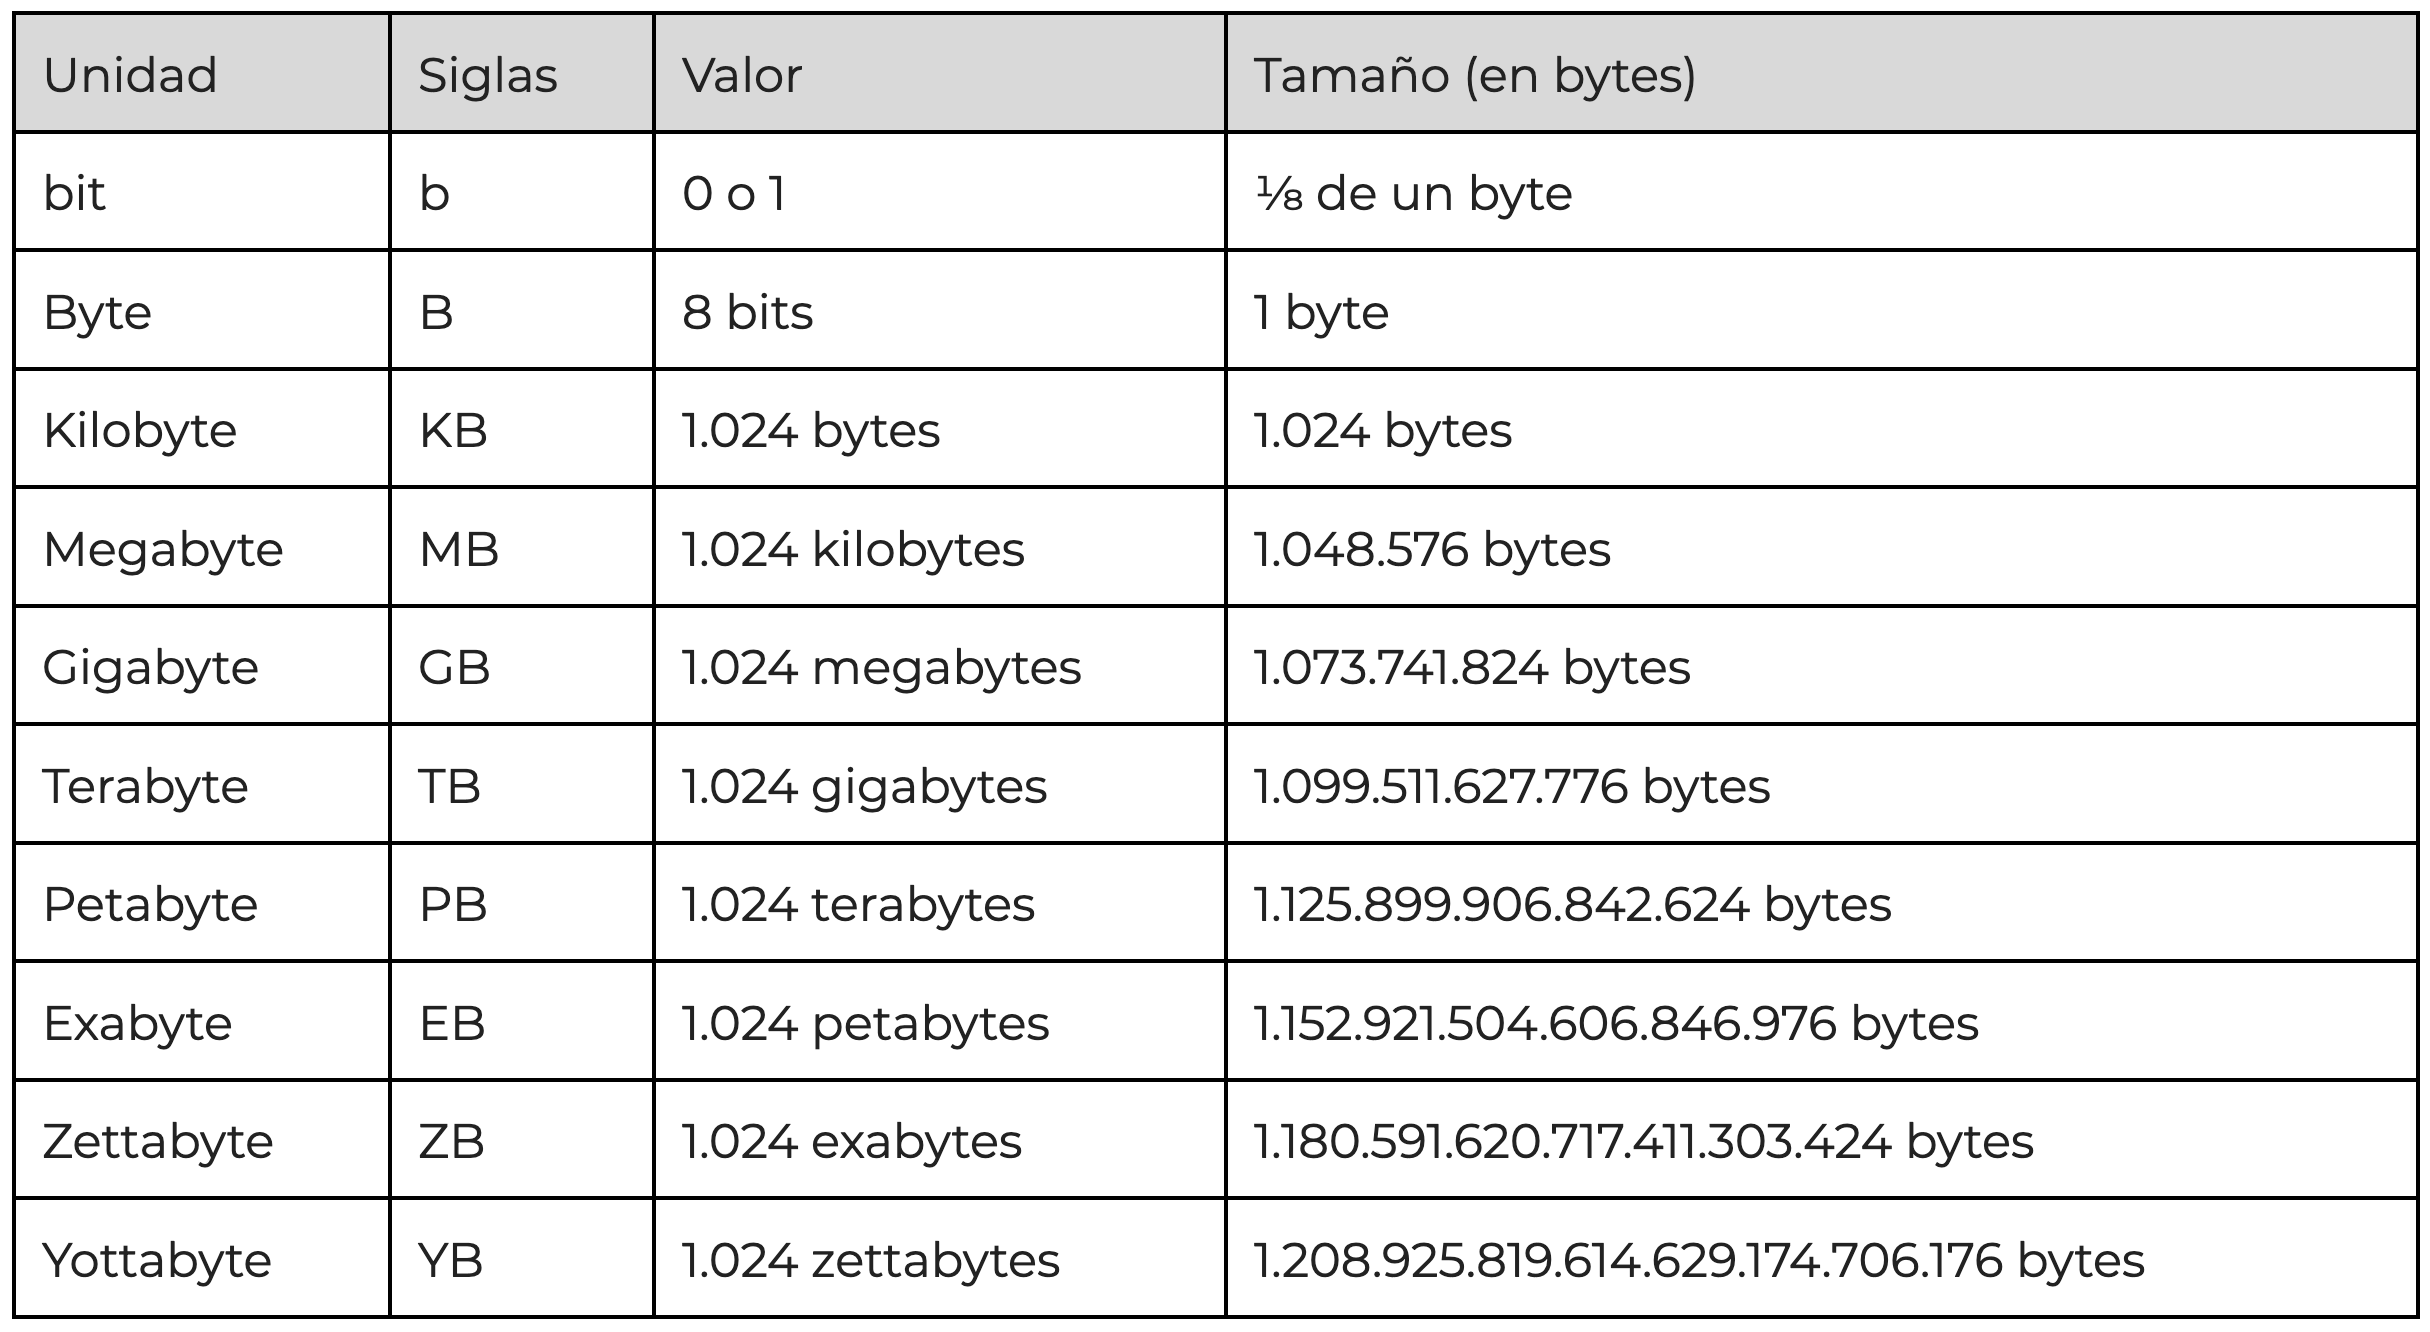 Unidad Siglas Valor Tamaño (en bytes)
bit b 0 o 1 ⅛ de un byte
Byte B 8 bits 1 byte
Kilobyte KB 1.024 bytes 1.024 bytes
Megabyte MB 1.024 kilobytes 1.048.576 bytes
Gigabyte GB 1.024 megabytes 1.073.741.824 bytes
Terabyte TB 1.024 gigabytes 1.099.511.627.776 bytes
Petabyte PB 1.024 terabytes 1.125.899.906.842.624 bytes
Exabyte EB 1.024 petabytes 1.152.921.504.606.846.976 bytes
Zettabyte ZB 1.024 exabytes 1.180.591.620.717.411.303.424 bytes
Yottabyte YB 1.024 zettabytes 1.208.925.819.614.629.174.706.176 bytes